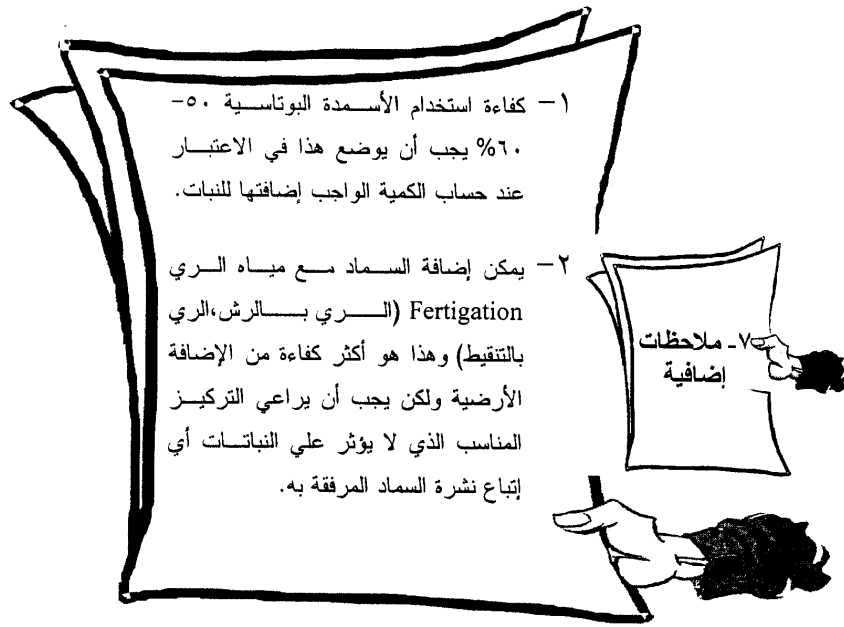 ٧- ملاحظات
إضافية
١- كفاءة استخدام الأسمدة البوتاسية ٥٠-
٦٠% يجب أن يوضع هذا في الاعتبار
عند حساب الكمية الواجب إضافتها للنبات.
٢- يمكن إضافة السماد مع مياه الري
Fertigation (الري بالرش،الري
بالتنقيط) وهذا هو أكثر كفاءة من الإضافة
الأرضية ولكن يجب أن يراعي التركيز
المناسب الذي لا يؤثر علي النباتات أي
إتباع نشرة السماد المرفقة به.